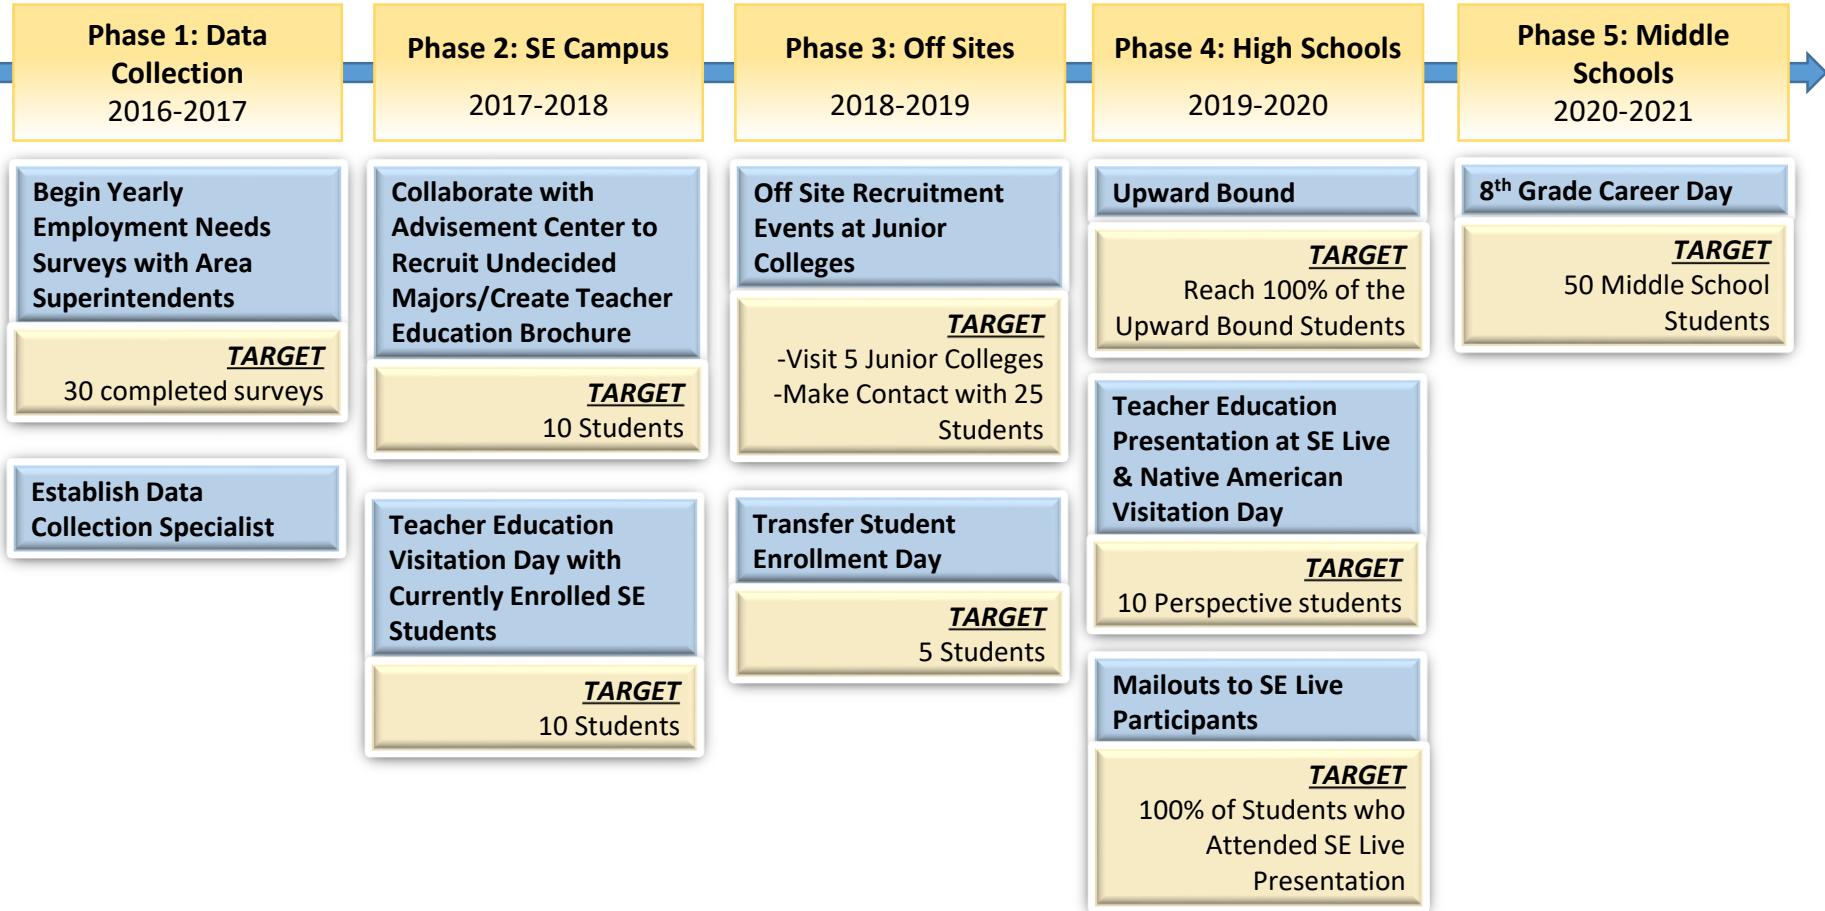 Phase 1: Data
Collection
2016-2017
Phase 2: SE Campus
2017-2018
Phase 3: Off Sites
2018-2019
Phase 4: High Schools
2019-2020
Phase 5: Middle
Schools
2020-2021
Begin Yearly
Employment Needs
Surveys with Area
Superintendents
TARGET
30 completed surveys
Establish Data
Collection Specialist
Collaborate with
Advisement Center to
Recruit Undecided
Majors/Create Teacher
Education Brochure
TARGET
10 Students
Teacher Education
Visitation Day with
Currently Enrolled SE
Students
TARGET
10 Students
Off Site Recruitment
Events at Junior
Colleges
TARGET
-Visit 5 Junior Colleges
-Make Contact with 25
Students
Transfer Student
Enrollment Day
TARGET
5 Students
Upward Bound
TARGET
Reach 100% of the
Upward Bound Students
Teacher Education
Presentation at SE Live
& Native American
Visitation Day
TARGET
10 Perspective students
Mailouts to SE Live
Participants
TARGET
100% of Students who
Attended SE Live
Presentation
8th Grade Career Day
TARGET
50 Middle School
Students